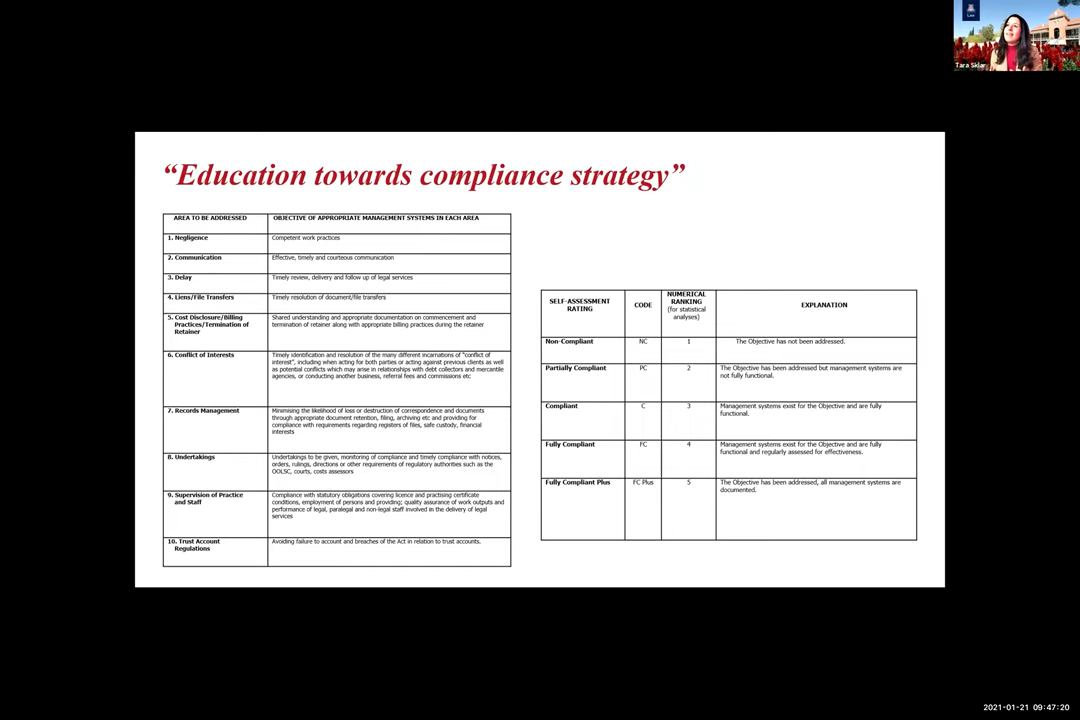 Law
Tara Sklar
“Education towards compliance strategy”
AREA TO BE ADDRESSED
OBJECTIVE OF APPROPRIATE MANAGEMENT SYSTEMS IN EACH AREA
1. Negligence
Competent work practices
2. Communication
Effective, timely and courteous communication
3. Delay
Timely review, delivery and follow up of legal services
4. Liens/File Transfers
Timely resolution of document/file transfers
5. Cost Disclosure/Billing
Practices/Termination of
Retainer
Shared understanding and appropriate documentation on commencement and
termination of retainer along with appropriate billing practices during the retainer
6. Conflict of Interests
Timely identification and resolution of the many different incarnations of "conflict of
interest", including when acting for both parties or acting against previous clients as well
as potential conflicts which may arise in relationships with debt collectors and mercantile
agencies, or conducting another business, referral fees and commissions etc
7. Records Management
Minimising the likelihood of loss or destruction of correspondence and documents
through appropriate document retention, filing, archiving etc and providing for
compliance with requirements regarding registers of files, safe custody, financial
interests
8. Undertakings
Undertakings to be given, monitoring of compliance and timely compliance with notices,
orders, rulings, directions or other requirements of regulatory authorities such as the
OOLSC, courts, costs assessors
9. Supervision of Practice
and Staff
Compliance with statutory obligations covering licence and practising certificate
conditions, employment of persons and providing; quality assurance of work outputs and
performance of legal, paralegal and non-legal staff involved in the delivery of legal
services
10. Trust Account
Regulations
Avoiding failure to account and breaches of the Act in relation to trust accounts.
SELF-ASSESSMENT
RATING
CODE
NUMERICAL
RANKING
(for statistical
analyses)
EXPLANATION
Non-Compliant
NC
1
The Objective has not been addressed.
Partially Compliant
PC
2
The Objective has been addressed but management systems are
not fully functional.
Compliant
C
3
Management systems exist for the Objective and are fully
functional.
Fully Compliant
FC
4
Management systems exist for the Objective and are fully
functional and regularly assessed for effectiveness.
Fully Compliant Plus
FC Plus
5
The Objective has been addressed, all management systems are
documented.
2021-01-21 09:47:20